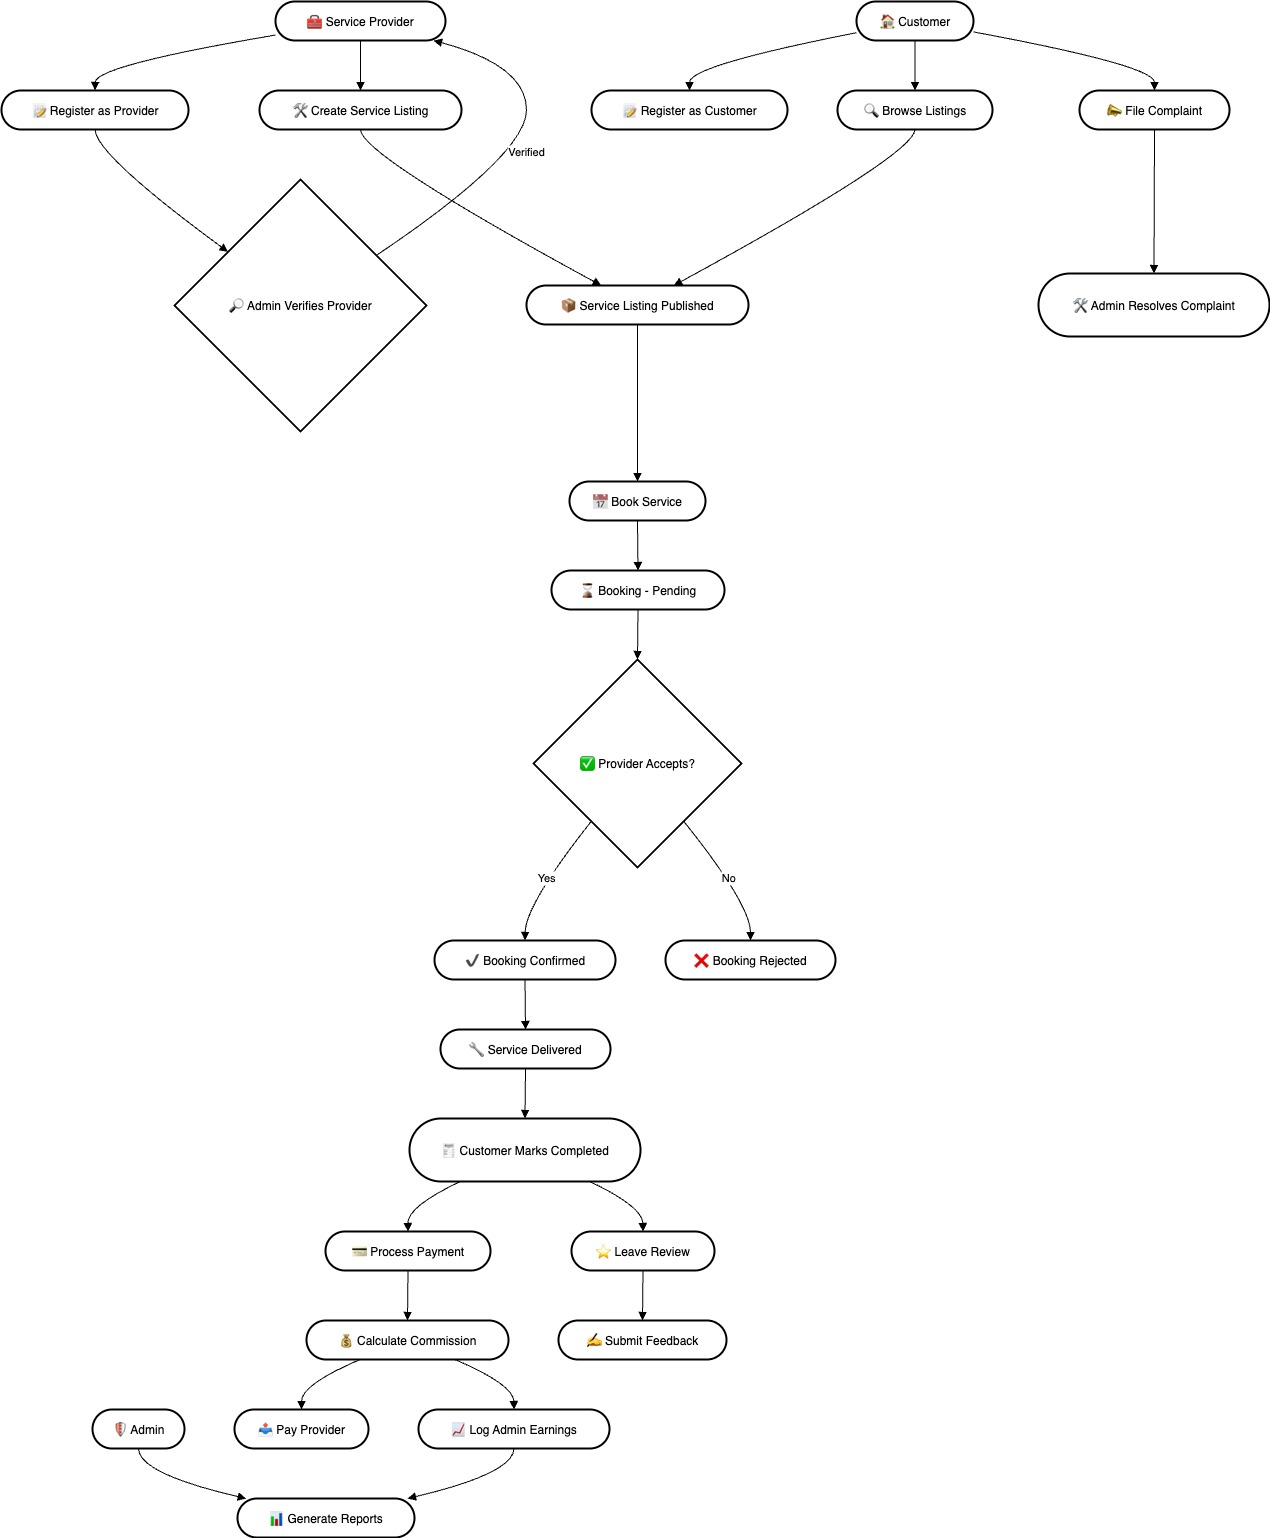 🧰 Service Provider
🏠 Customer
📝 Register as Provider
🛠️ Create Service Listing
📝 Register as Customer
🔍 Browse Listings
📣 File Complaint
Verified
🔎 Admin Verifies Provider
📦 Service Listing Published
🛠️ Admin Resolves Complaint
📅 Book Service
⌛ Booking - Pending
✅ Provider Accepts?
Yes
No
✔️ Booking Confirmed
❌ Booking Rejected
🔧 Service Delivered
🧾 Customer Marks Completed
💳 Process Payment
⭐ Leave Review
💰 Calculate Commission
✍️ Submit Feedback
🛡️ Admin
📤 Pay Provider
📈 Log Admin Earnings
📊 Generate Reports